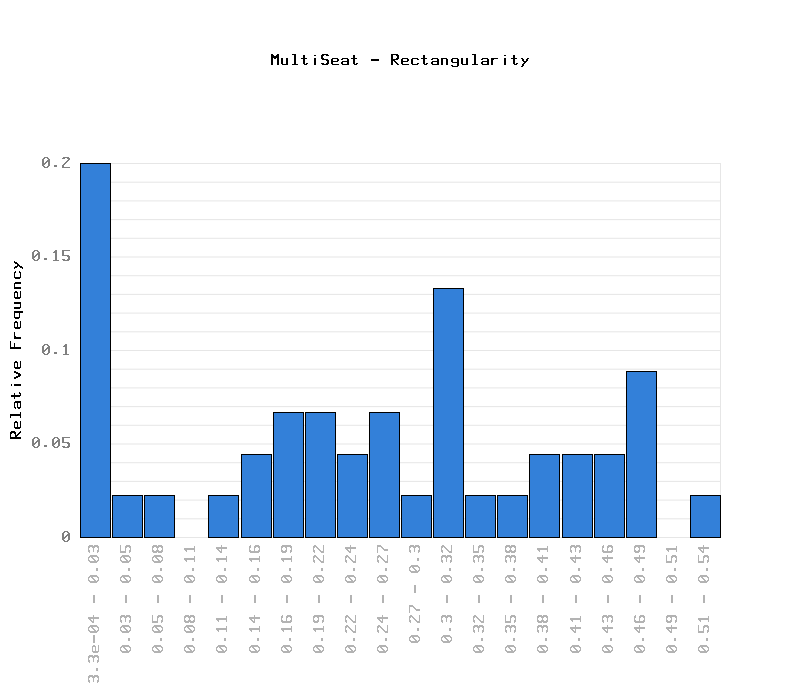 MultiSeat - Rectangularity
Relative Frequency
0.2
0.15
0.1
0.05
0
3.3e-04 - 0.03
0.03 - 0.05
0.05 - 0.08
0.08 - 0.11
0.11 - 0.14
0.14 - 0.16
0.16 - 0.19
0.19 - 0.22
0.22 - 0.24
0.24 - 0.27
0.27 - 0.3
0.3 - 0.32
0.32 - 0.35
0.35 - 0.38
0.38 - 0.41
0.41 - 0.43
0.43 - 0.46
0.46 - 0.49
0.49 - 0.51
0.51 - 0.54